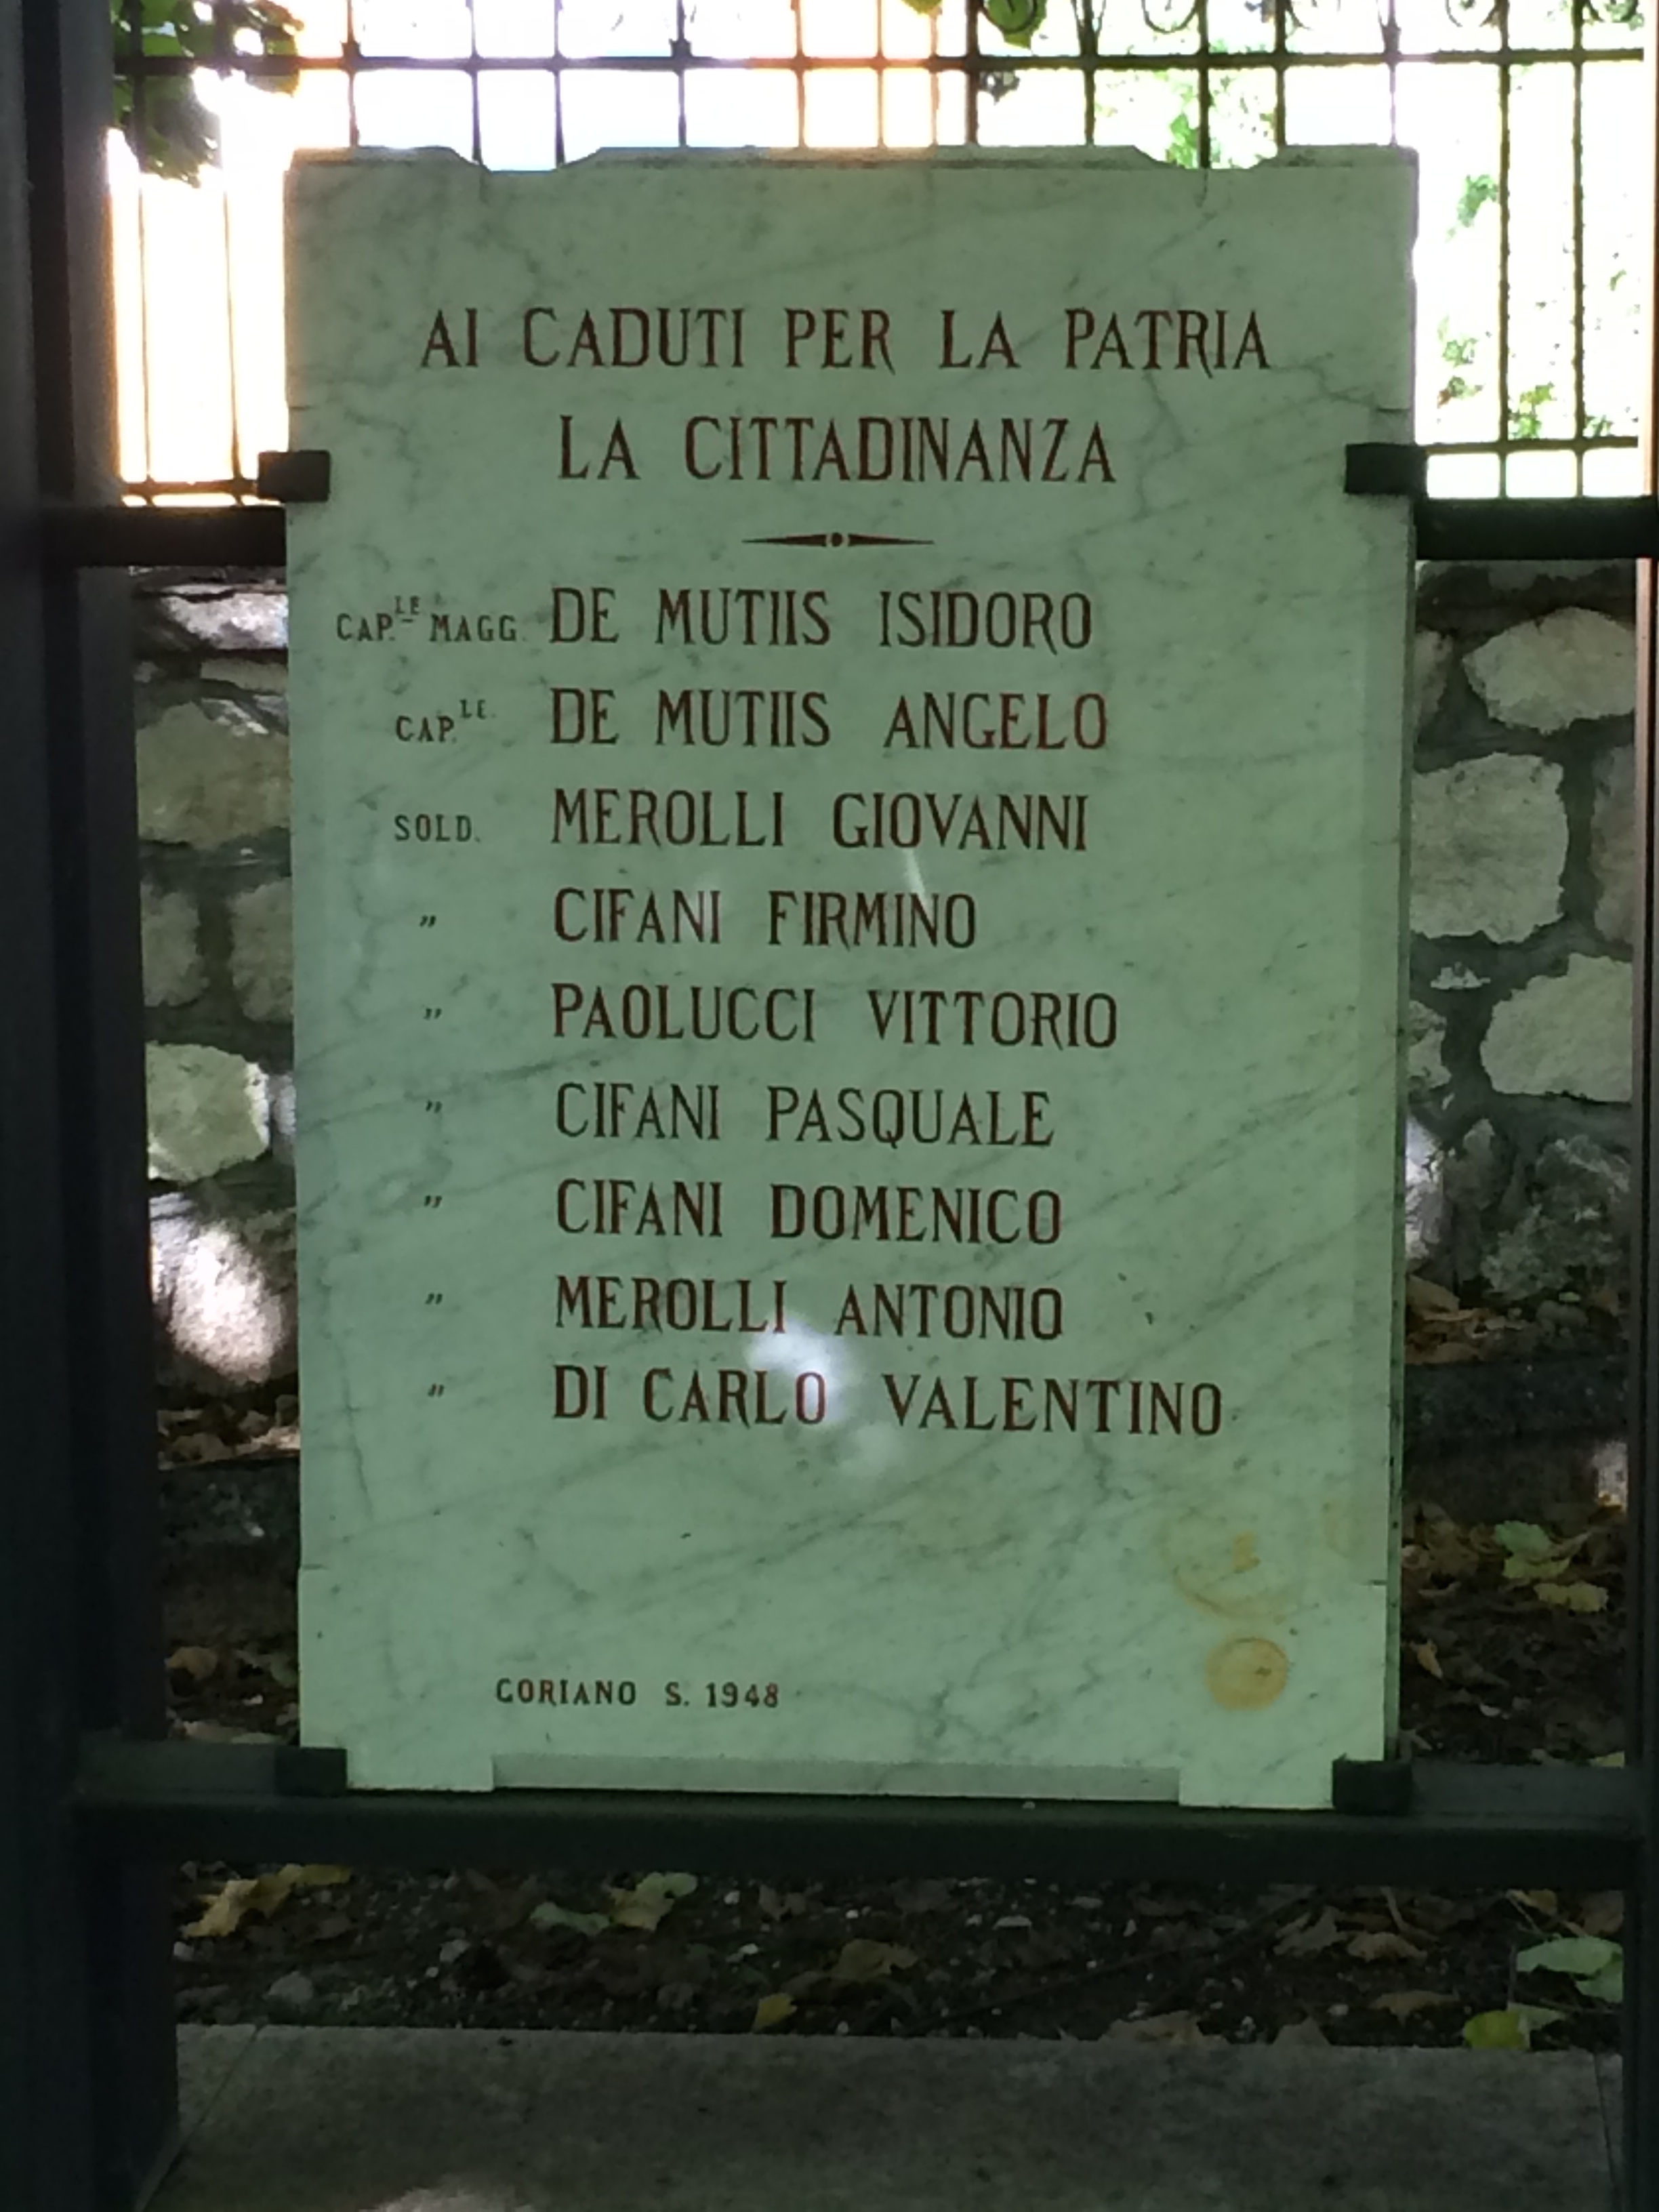 AI CADUTI PER LA PATRIA
LA CITTADINANZA
CAP.LE MAGG. DE MUTIIS ISIDORO
CAP.LE DE MUTIIS ANGELO
SOLD. MEROLLI GIOVANNI
" CIFANI FIRMINO
" PAOLUCCI VITTORIO
" CIFANI PASQUALE
" CIFANI DOMENICO
" MEROLLI ANTONIO
" DI CARLO VALENTINO
CORIANO S. 1948